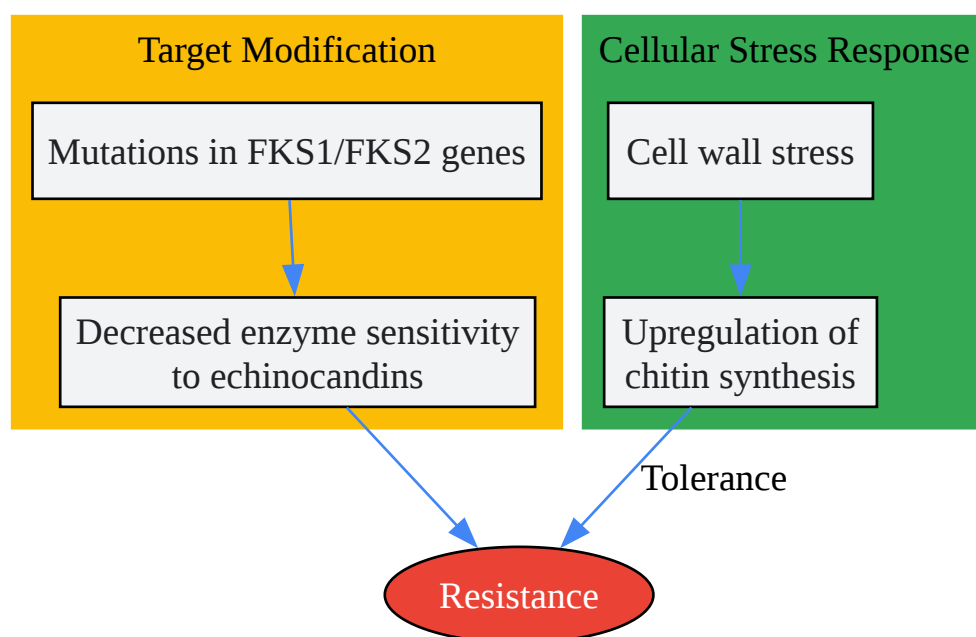 Target Modification
Mutations in FKS1/FKS2 genes
Decreased enzyme sensitivity
to echinocandins
Cellular Stress Response
Cell wall stress
Upregulation of
chitin synthesis
Tolerance
Resistance